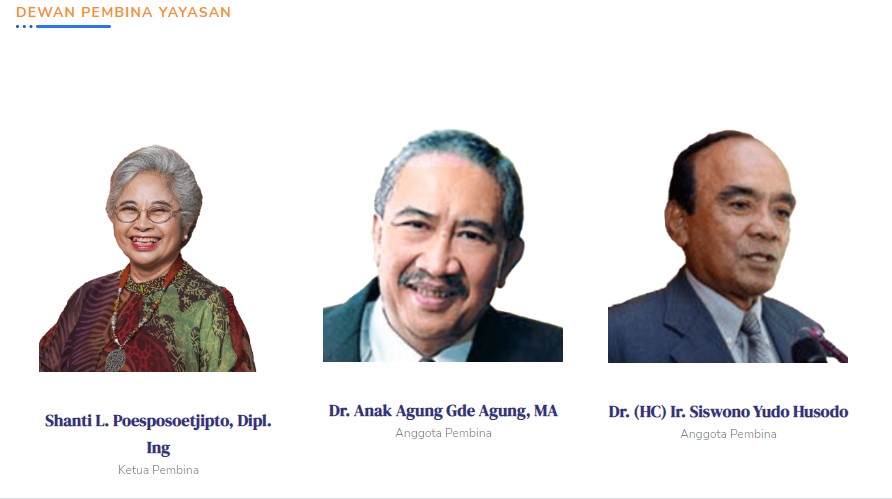 DEWAN PEMBINA YAYASAN
Shanti L. Poesposoetjipto, Dipl.
Ing
Ketua Pembina
Dr. Anak Agung Gde Agung, MA
Anggota Pembina
Dr. (HC) Ir. Siswono Yudo Husodo
Anggota Pembina